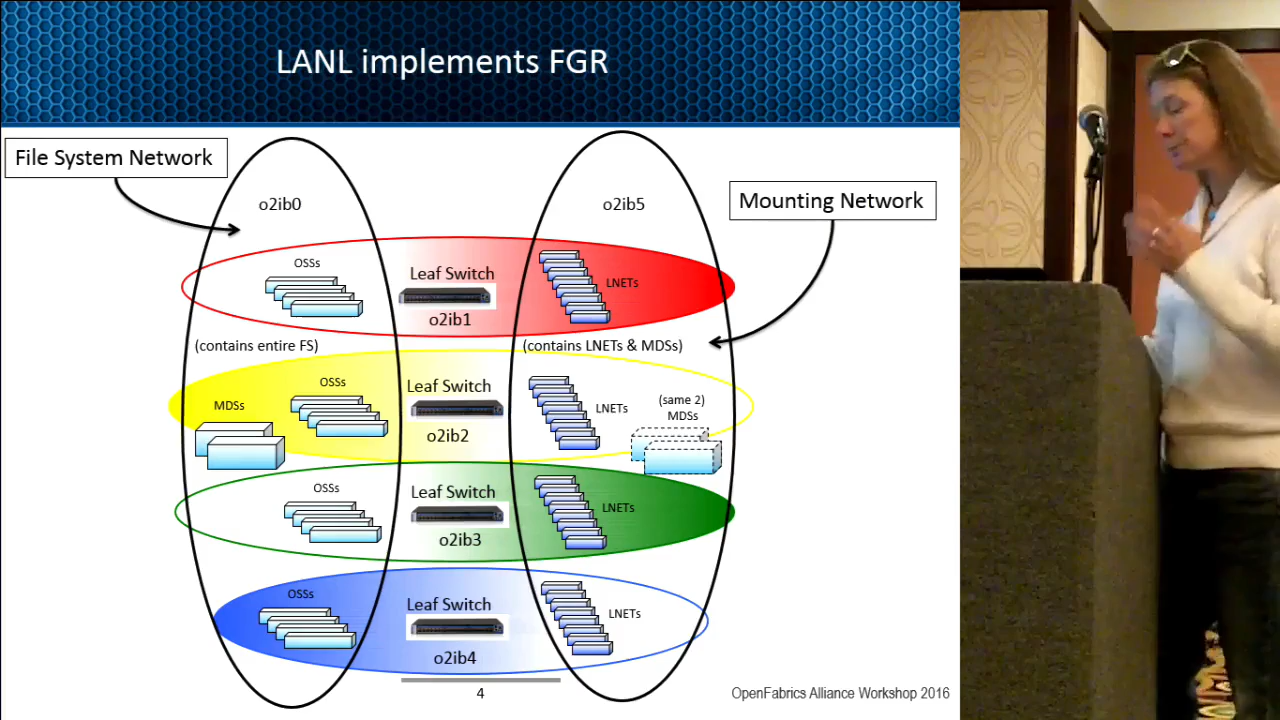 LANL implements FGR
File System Network
Mounting Network
o2ib0
o2ib5
OSSs
Leaf Switch
LNETs
o2ib1
(contains entire FS)
(contains LNETs & MDSs)
MDSs
OSSs
Leaf Switch
o2ib2
LNETs
(same 2)
MDSs
OSSs
Leaf Switch
LNETs
o2ib3
OSSs
Leaf Switch
LNETs
o2ib4
4
OpenFabrics Alliance Workshop 2016